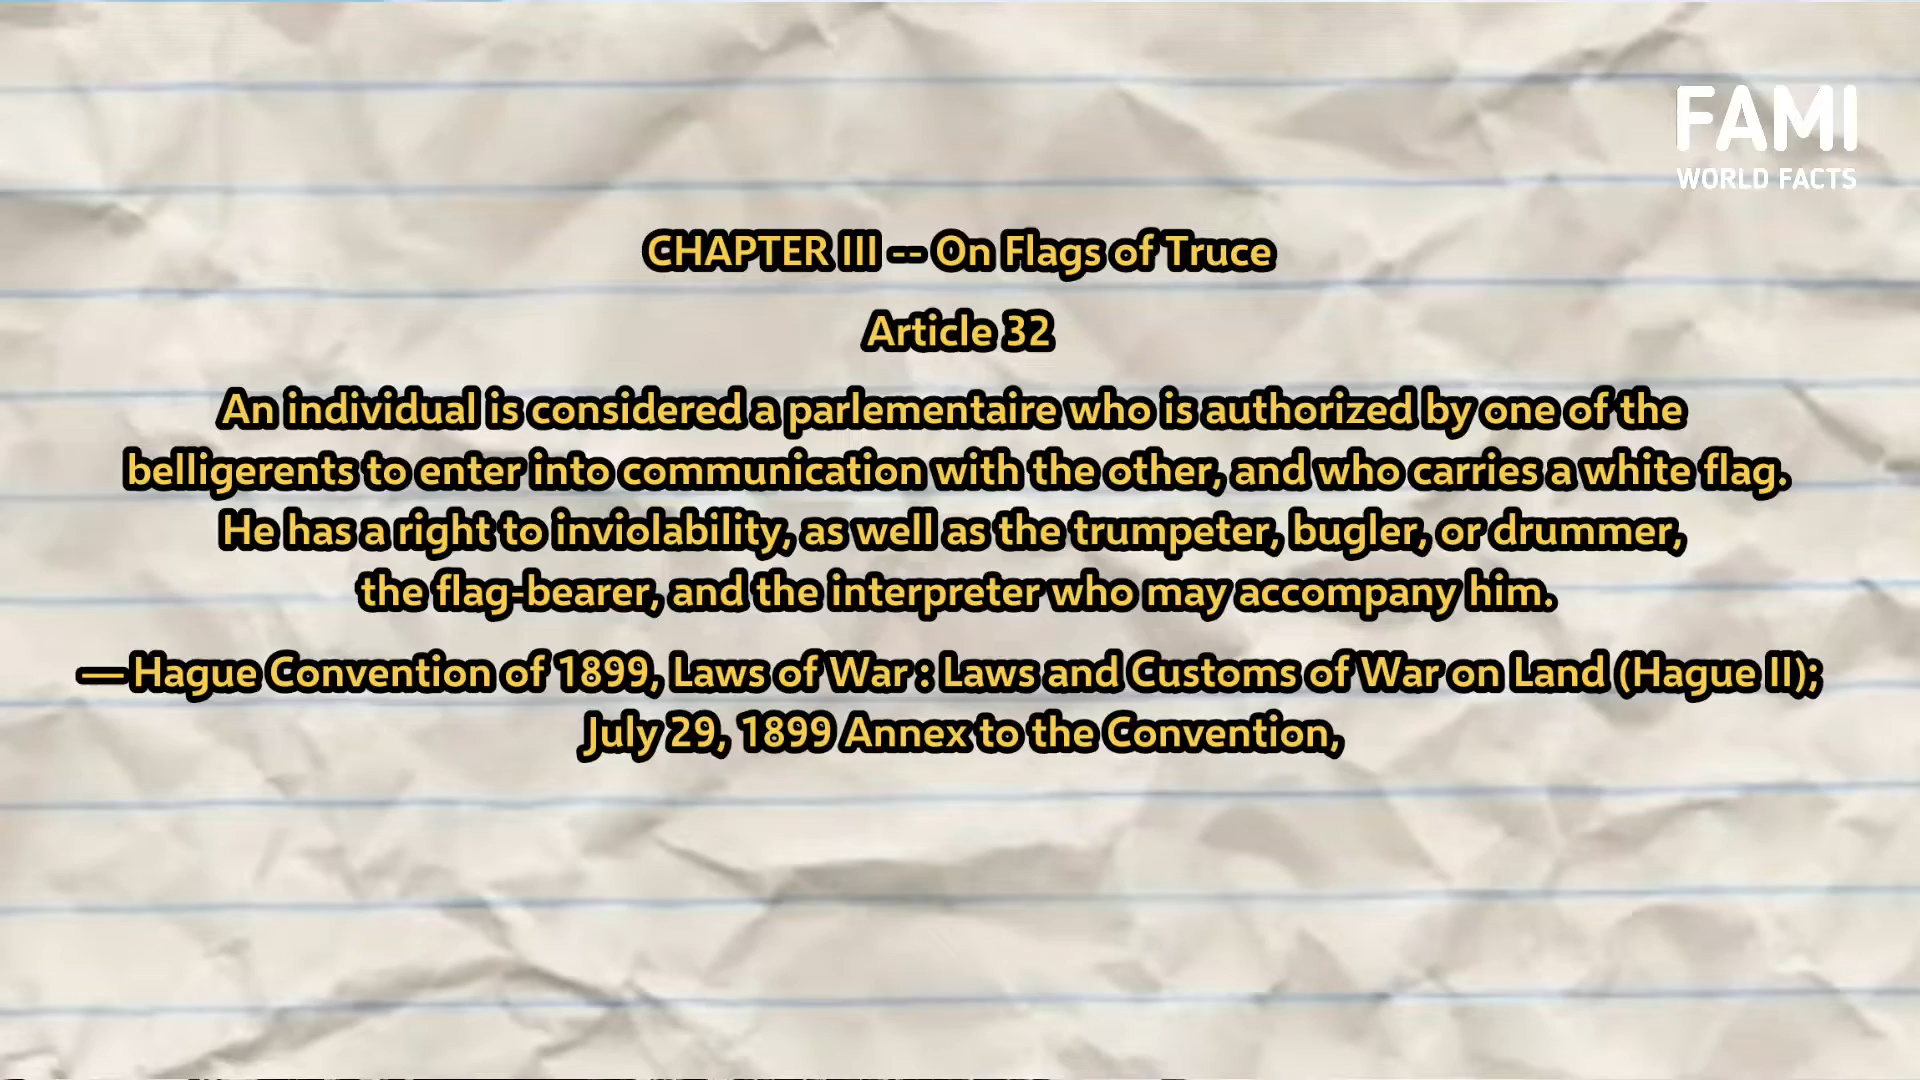 FAMI
WORLD FACTS
CHAPTER III -- On Flags of Truce
Article 32
An individual is considered a parlementaire who is authorized by one of the
belligerents to enter into communication with the other, and who carries a white flag.
He has a right to inviolability, as well as the trumpeter, bugler, or drummer,
the flag-bearer, and the interpreter who may accompany him.
— Hague Convention of 1899, Laws of War : Laws and Customs of War on Land (Hague II);
July 29, 1899 Annex to the Convention,